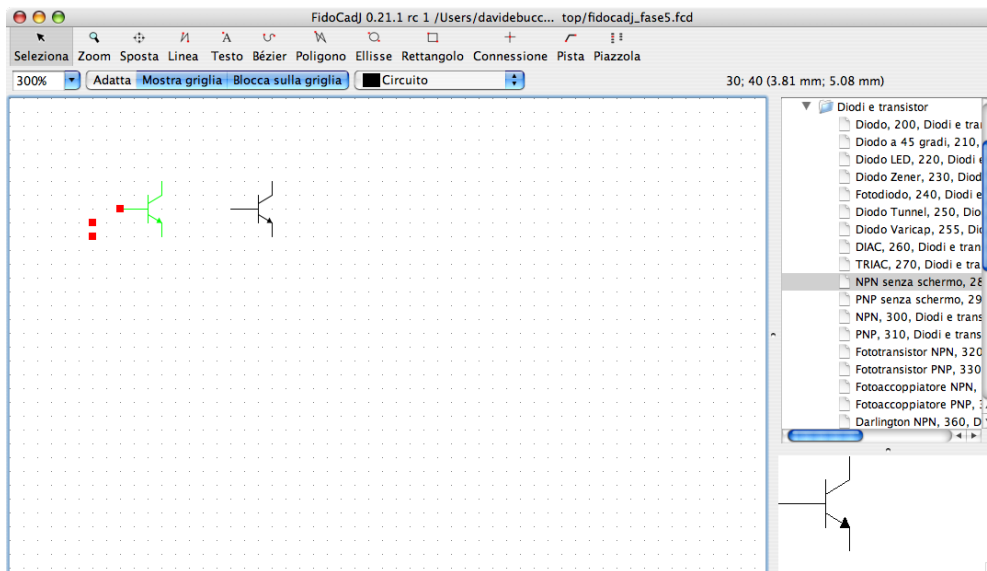 FidoCadJ 0.21.1 rc 1 /Users/davidebucc... top/fidocadj_fase5.fcd
Seleziona Zoom Sposta Linea Testo Bézier Poligono Ellisse Rettangolo Connessione Pista Piazzola
300% Adatta Mostra griglia Blocca sulla griglia Circuito 30; 40 (3.81 mm; 5.08 mm)
Diodi e transistor
Diodo, 200, Diodi e tra
Diodo a 45 gradi, 210,
Diodo LED, 220, Diodi e
Diodo Zener, 230, Diod
Fotodiodo, 240, Diodi e
Diodo Tunnel, 250, Dio
Diodo Varicap, 255, Dio
DIAC, 260, Diodi e tran
TRIAC, 270, Diodi e tra
NPN senza schermo, 28
PNP senza schermo, 29
NPN, 300, Diodi e trans
PNP, 310, Diodi e trans
Fototransistor NPN, 320
Fototransistor PNP, 330
Fotoaccoppiatore NPN,
Fotoaccoppiatore PNP, 3
Darlington NPN, 360, D